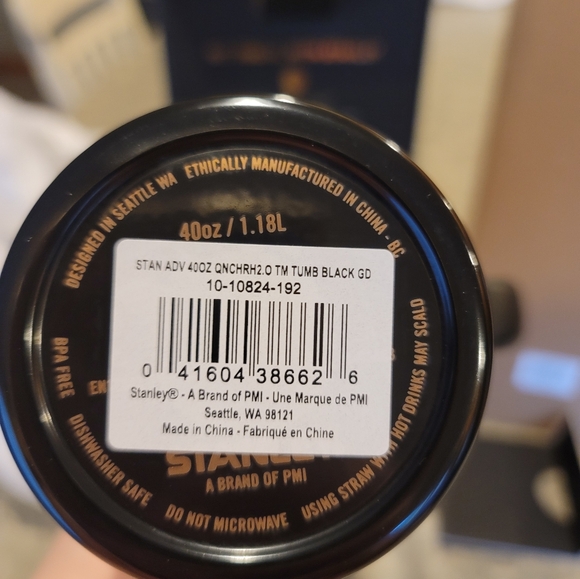 DESIGNED IN SEATTLE WA ETHICALLY MANUFACTURED IN CHINA - BC
40oz / 1.18L
STAN ADV 40OZ QNCHRH2.O TM TUMB BLACK GD
10-10824-192
0 41604 38662 6
Stanley® - A Brand of PMI - Une Marque de PMI
Seattle, WA 98121
Made in China - Fabriqué en Chine
STANLEY
A BRAND OF PMI
BPA FREE
DISHWASHER SAFE
DO NOT MICROWAVE
USING STRAW WITH HOT DRINKS MAY SCALD